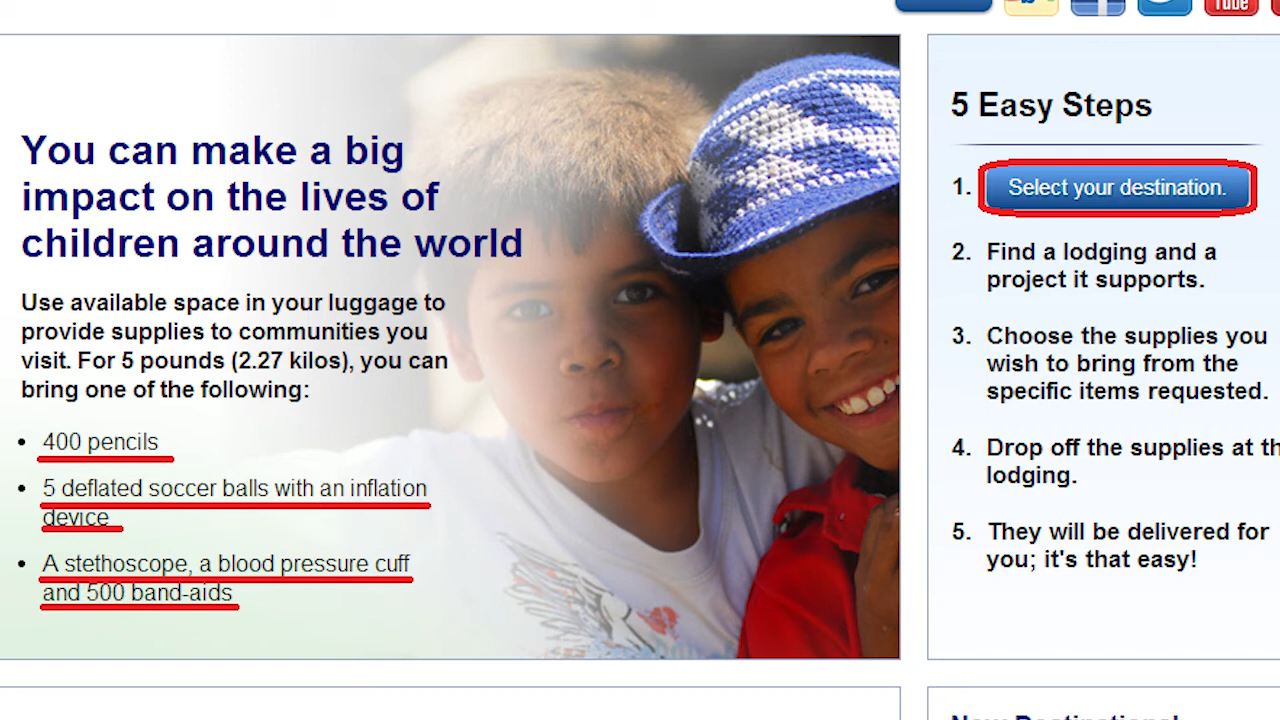 You can make a big
impact on the lives of
children around the world
Use available space in your luggage to
provide supplies to communities you
visit. For 5 pounds (2.27 kilos), you can
bring one of the following:
• 400 pencils
• 5 deflated soccer balls with an inflation
device
• A stethoscope, a blood pressure cuff
and 500 band-aids
5 Easy Steps
1. Select your destination.
2. Find a lodging and a
project it supports.
3. Choose the supplies you
wish to bring from the
specific items requested.
4. Drop off the supplies at
lodging.
5. They will be delivered for
you; it's that easy!